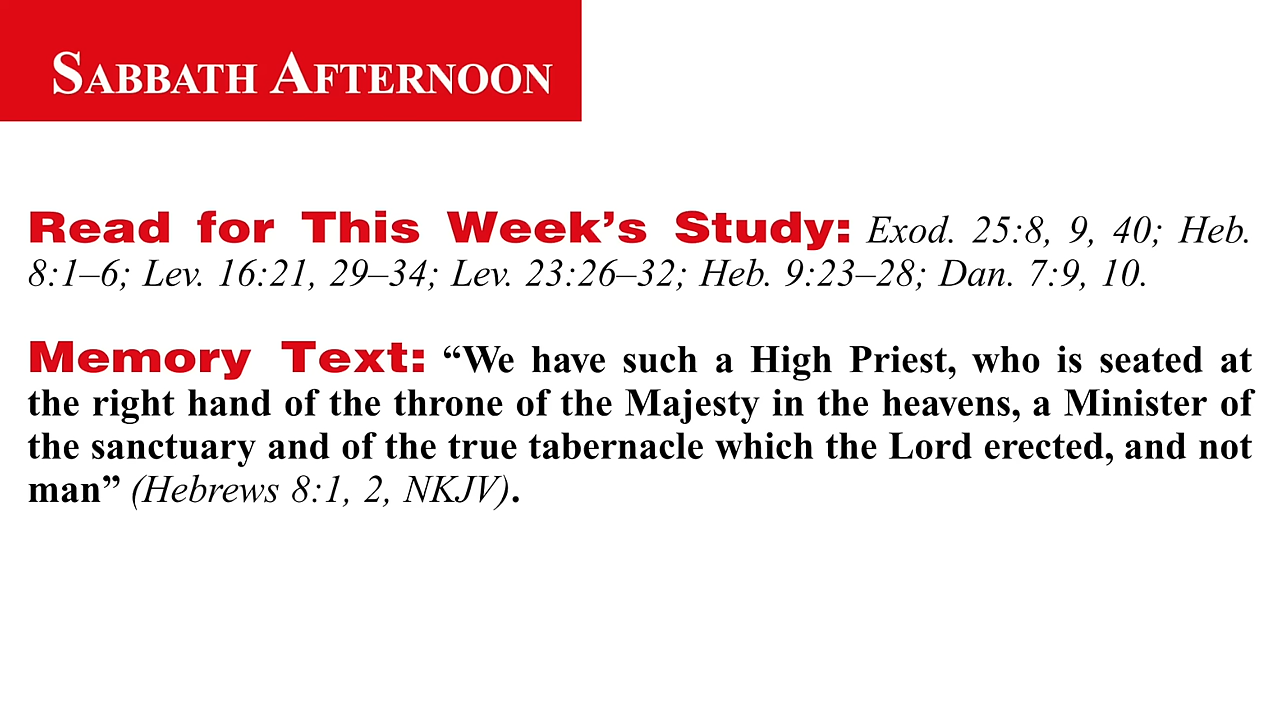 SABBATH AFTERNOON
Read for This Week’s Study: Exod. 25:8, 9, 40; Heb.
8:1–6; Lev. 16:21, 29–34; Lev. 23:26–32; Heb. 9:23–28; Dan. 7:9, 10.
Memory Text: “We have such a High Priest, who is seated at
the right hand of the throne of the Majesty in the heavens, a Minister of
the sanctuary and of the true tabernacle which the Lord erected, and not
man” (Hebrews 8:1, 2, NKJV).